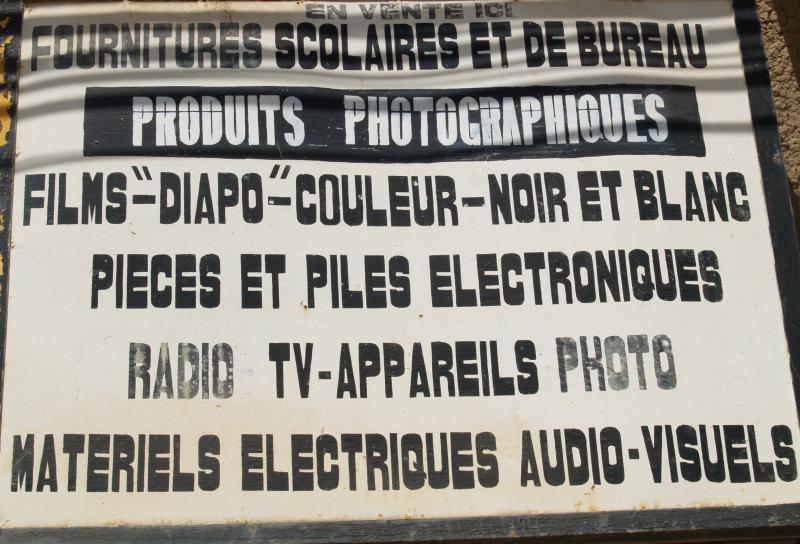 EN VENTE ICI
FOURNITURES SCOLAIRES ET DE BUREAU
PRODUITS PHOTOGRAPHIQUES
FILMS-"DIAPO"-COULEUR-NOIR ET BLANC
PIECES ET PILES ELECTRONIQUES
RADIO TV-APPAREILS PHOTO
MATERIELS ELECTRIQUES AUDIO-VISUELS